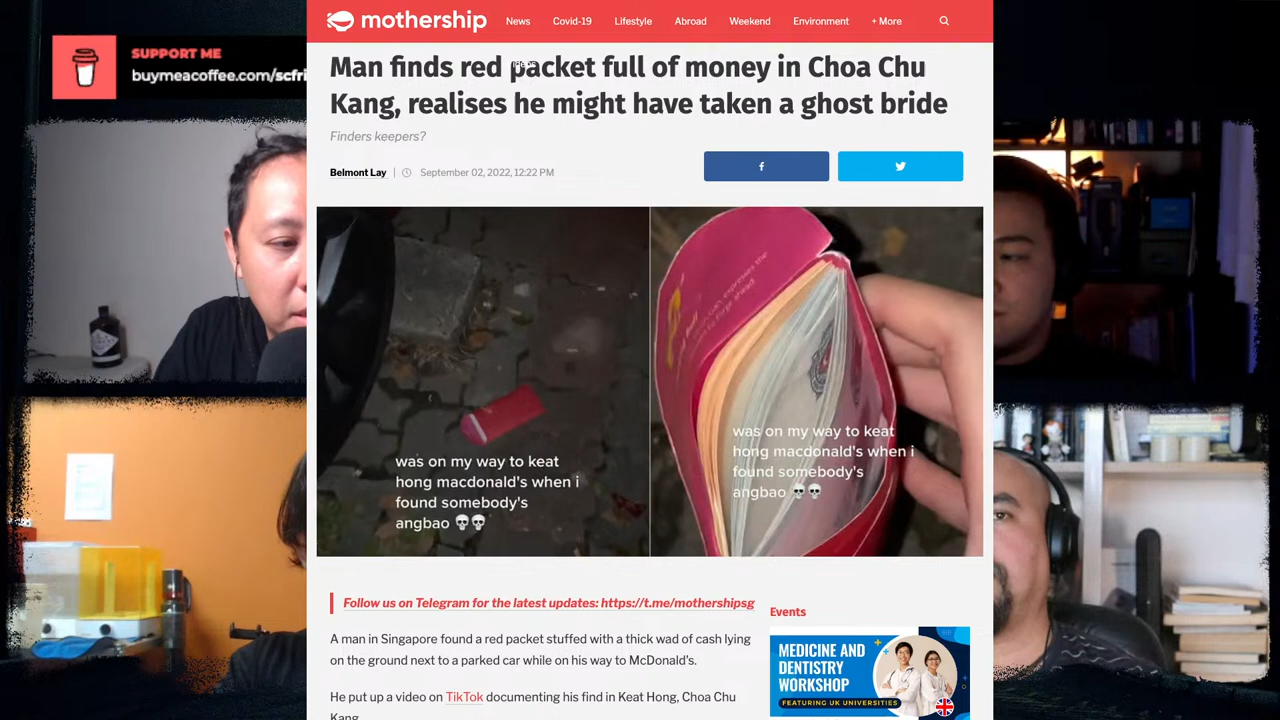 mothership
News
Covid-19
Lifestyle
Abroad
Weekend
Environment
+ More
SUPPORT ME
buymeacoffee.com/scfri
Man finds red packet full of money in Choa Chu
Kang, realises he might have taken a ghost bride
Finders keepers?
Belmont Lay
September 02, 2022, 12:22 PM
was on my way to keat
hong macdonald's when i
found somebody's
angbao 💀💀
was on my way to keat
hong macdonald's when i
found somebody's
angbao 💀💀
Follow us on Telegram for the latest updates: https://t.me/mothershipsg
A man in Singapore found a red packet stuffed with a thick wad of cash lying
on the ground next to a parked car while on his way to McDonald's.
He put up a video on TikTok documenting his find in Keat Hong, Choa Chu
Kang.
Events
MEDICINE AND
DENTISTRY
WORKSHOP
FEATURING UK UNIVERSITIES